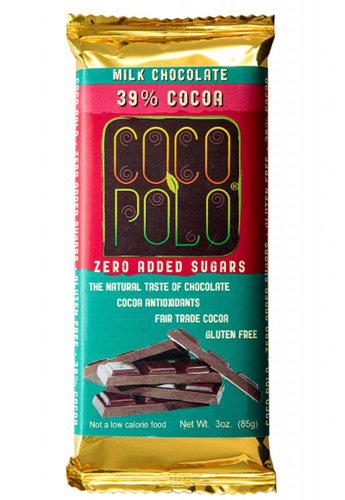 MILK CHOCOLATE
39% COCOA
COCO
POLO®
ZERO ADDED SUGARS
THE NATURAL TASTE OF CHOCOLATE
COCOA ANTIOXIDANTS
FAIR TRADE COCOA
GLUTEN FREE
Not a low calorie food Net Wt. 3oz. (85g)